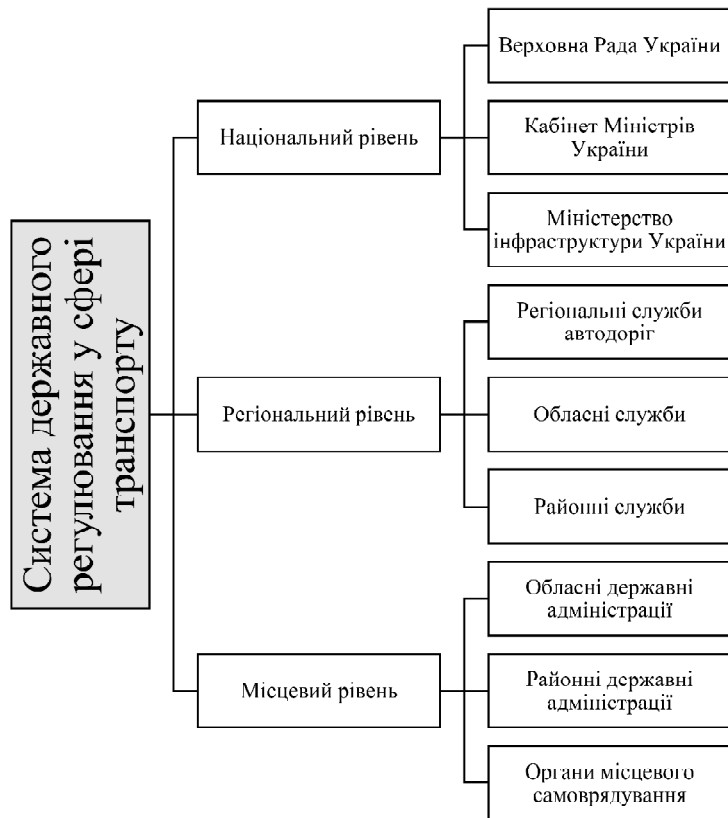 Система державного
регулювання у сфері
транспорту
Національний рівень
Верховна Рада України
Кабінет Міністрів
України
Міністерство
інфраструктури України
Регіональний рівень
Регіональні служби
автодоріг
Обласні служби
Районні служби
Місцевий рівень
Обласні державні
адміністрації
Районні державні
адміністрації
Органи місцевого
самоврядування